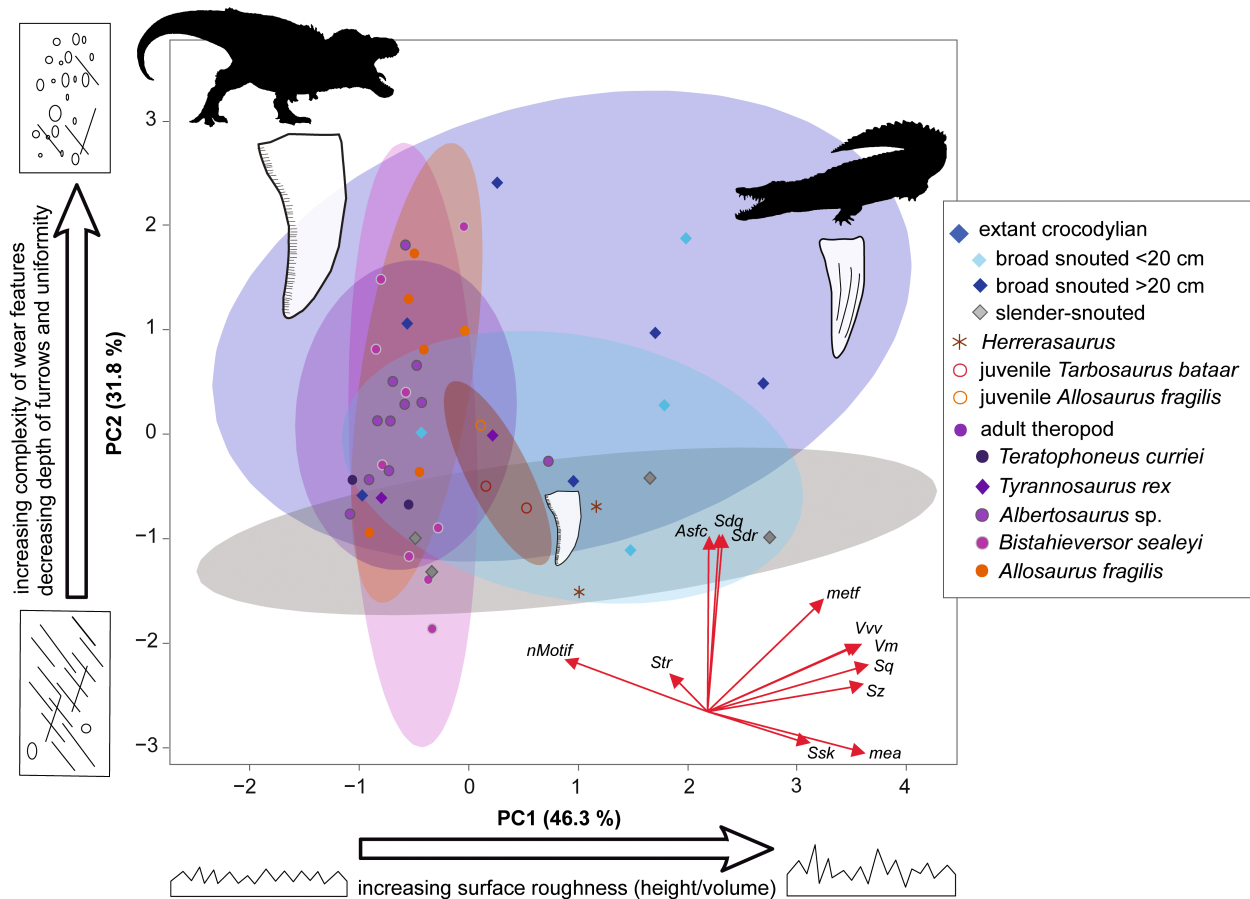 increasing complexity of wear features
decreasing depth of furrows and uniformity
PC2 (31.8 %)
3
2
1
0
−1
−2
−3
−2
−1
0
1
2
3
4
PC1 (46.3 %)
increasing surface roughness (height/volume)
Asfc
Sdq
Sdr
metf
Vvv
Vm
Sq
Sz
Ssk
mea
nMotif
Str
extant crocodylian
broad snouted <20 cm
broad snouted >20 cm
slender-snouted
Herrerasaurus
juvenile Tarbosaurus bataar
juvenile Allosaurus fragilis
adult theropod
Teratophoneus curriei
Tyrannosaurus rex
Albertosaurus sp.
Bistahieversor sealeyi
Allosaurus fragilis